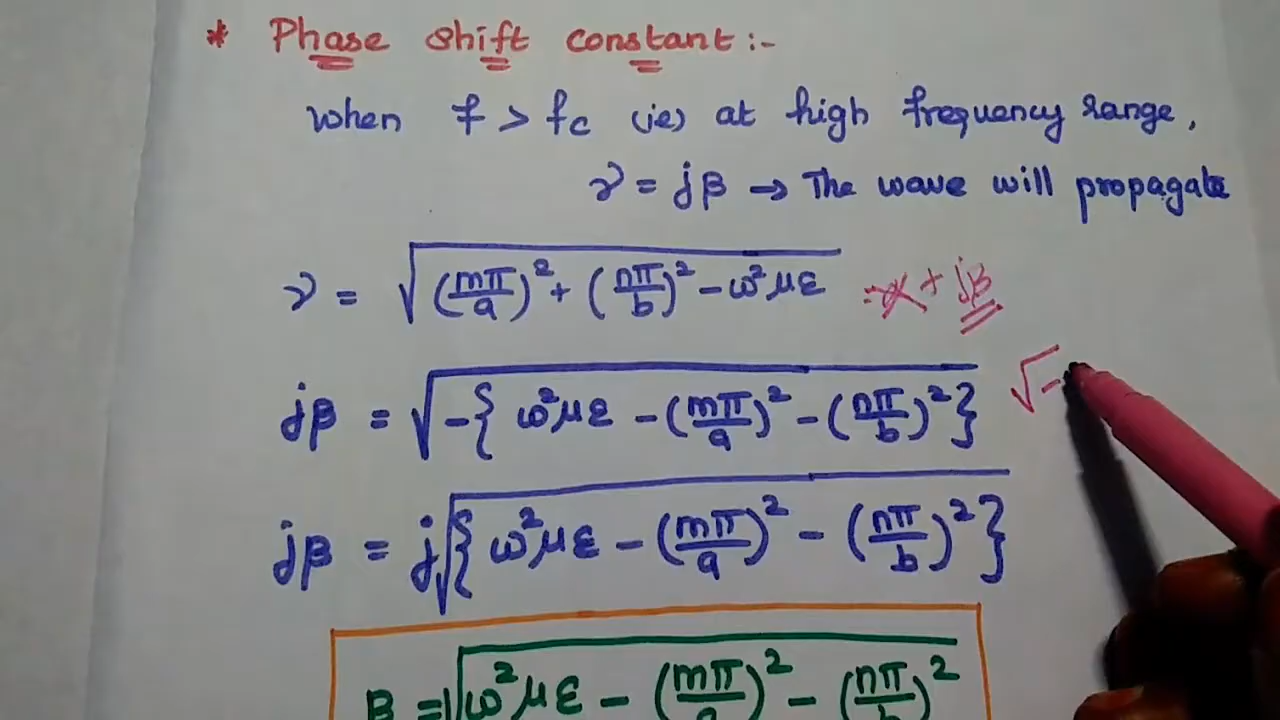 * Phase shift constant :-
when f > fc (ie) at high frequency range,
γ = jβ → The wave will propagate
γ = √(mπ/a)² + (nπ/b)² - ω²με = α + jβ
jβ = √-{ω²με - (mπ/a)² - (nπ/b)²} √-
jβ = j√{ω²με - (mπ/a)² - (nπ/b)²}
β = √ω²με - (mπ/a)² - (nπ/b)²